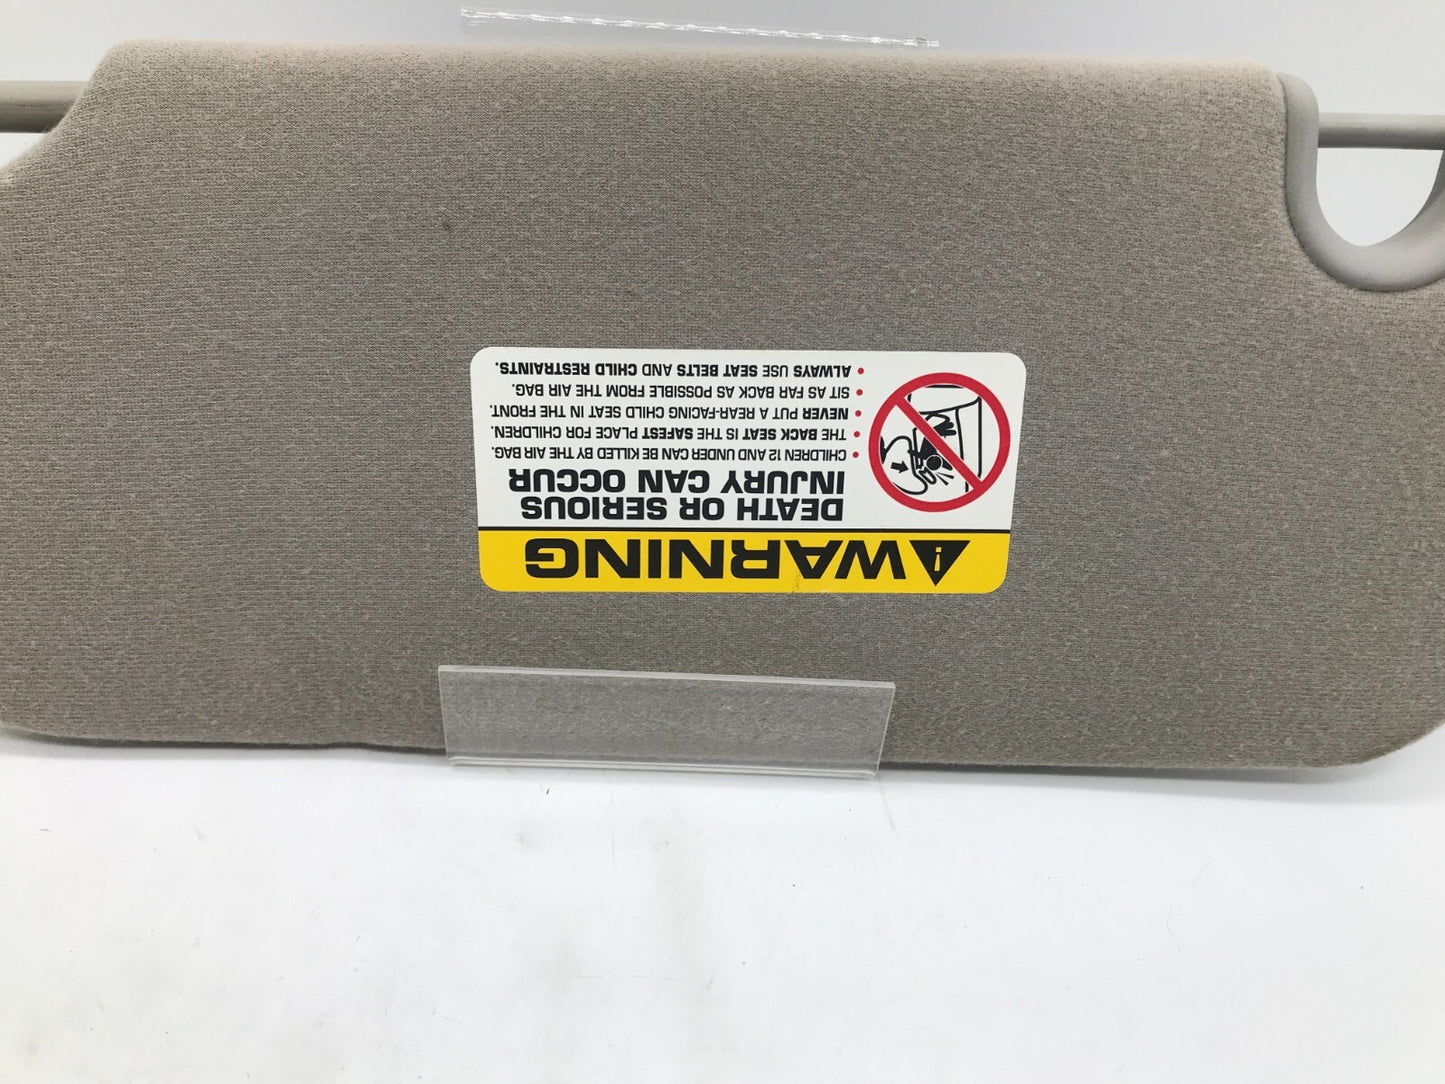 WARNING
DEATH OR SERIOUS
INJURY CAN OCCUR
• CHILDREN 12 AND UNDER CAN BE KILLED BY THE AIR BAG.
• THE BACK SEAT IS THE SAFEST PLACE FOR CHILDREN.
• NEVER PUT A REAR-FACING CHILD SEAT IN THE FRONT.
• SIT AS FAR BACK AS POSSIBLE FROM THE AIR BAG.
• ALWAYS USE SEAT BELTS AND CHILD RESTRAINTS.